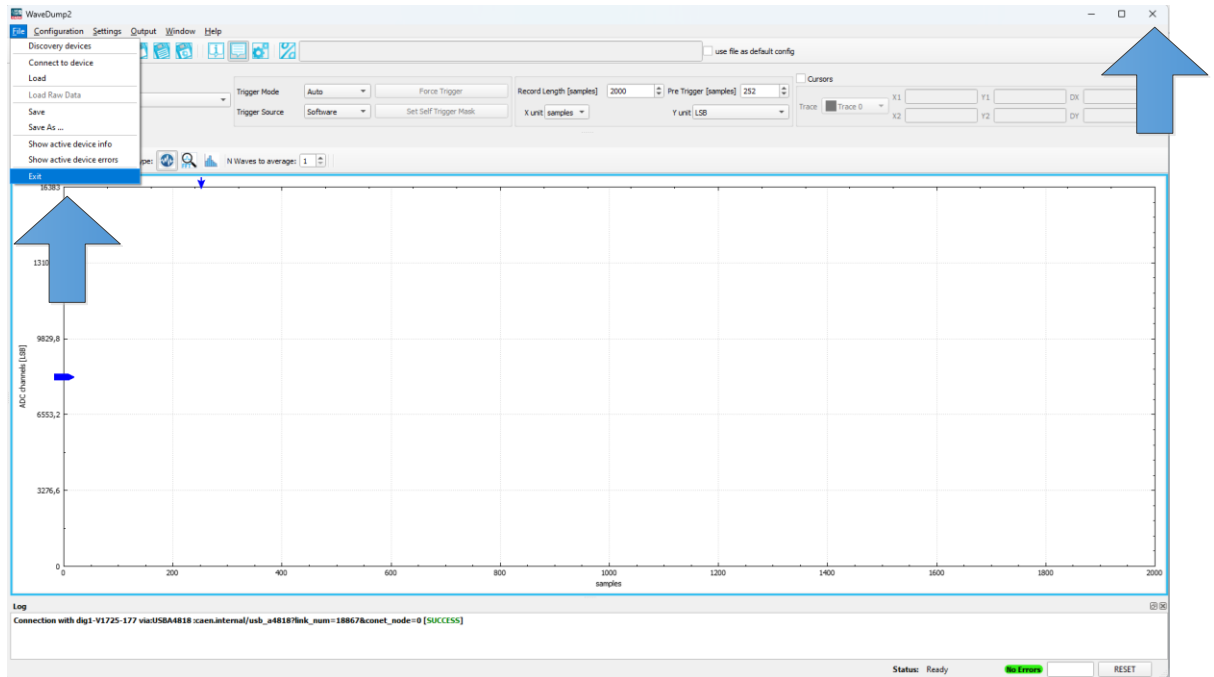 WaveDump2
File Configuration Settings Output Window Help
Discovery devices
Connect to device
Load
Load Raw Data
Save
Save As ...
Show active device info
Show active device errors
Exit
use file as default config
Trigger Mode Auto Force Trigger
Trigger Source Software Set Self Trigger Mask
Record Length [samples] 2000 Pre Trigger [samples] 252
X unit samples Y unit LSB
Cursors
Trace Trace 0
X1 Y1 DX
X2 Y2 DY
N Waves to average: 1
16383
9829,8
6553,2
3276,6
0
ADC channels [LSB]
0 200 400 600 800 1000 1200 1400 1600 1800 2000
samples
Log
Connection with dig1-V1725-177 via:USBA4818 :caen.internal/usb_a4818?link_num=18867&conet_node=0 [SUCCESS]
Status: Ready No Errors RESET